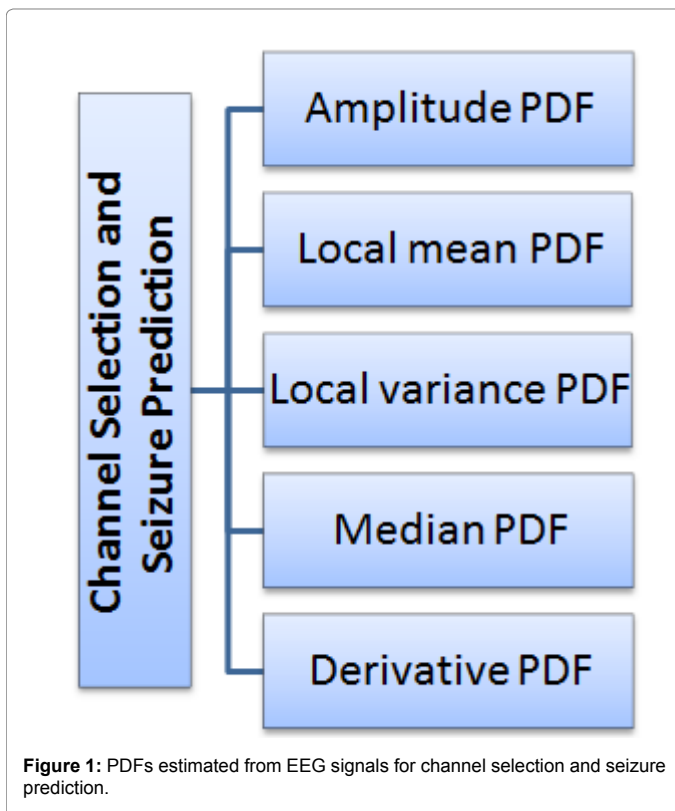 Channel Selection and
Seizure Prediction
Amplitude PDF
Local mean PDF
Local variance PDF
Median PDF
Derivative PDF
Figure 1: PDFs estimated from EEG signals for channel selection and seizure
prediction.